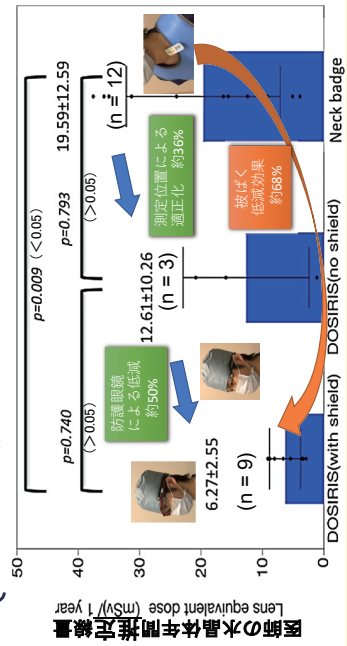 医師の水晶体年間推定線量
Lens equivalent dose (mSv)/ 1 year
50
40
30
20
10
0
p=0.009（＜0.05）
p=0.740
(＞0.05)
p=0.793
(＞0.05)
防護眼鏡
による低減
約50%
測定位置による
適正化 約36%
被ばく
低減効果
約68%
6.27±2.55
(n = 9)
12.61±10.26
(n = 3)
19.59±12.59
(n = 12)
DOSIRIS(with shield)
DOSIRIS(no shield)
Neck badge